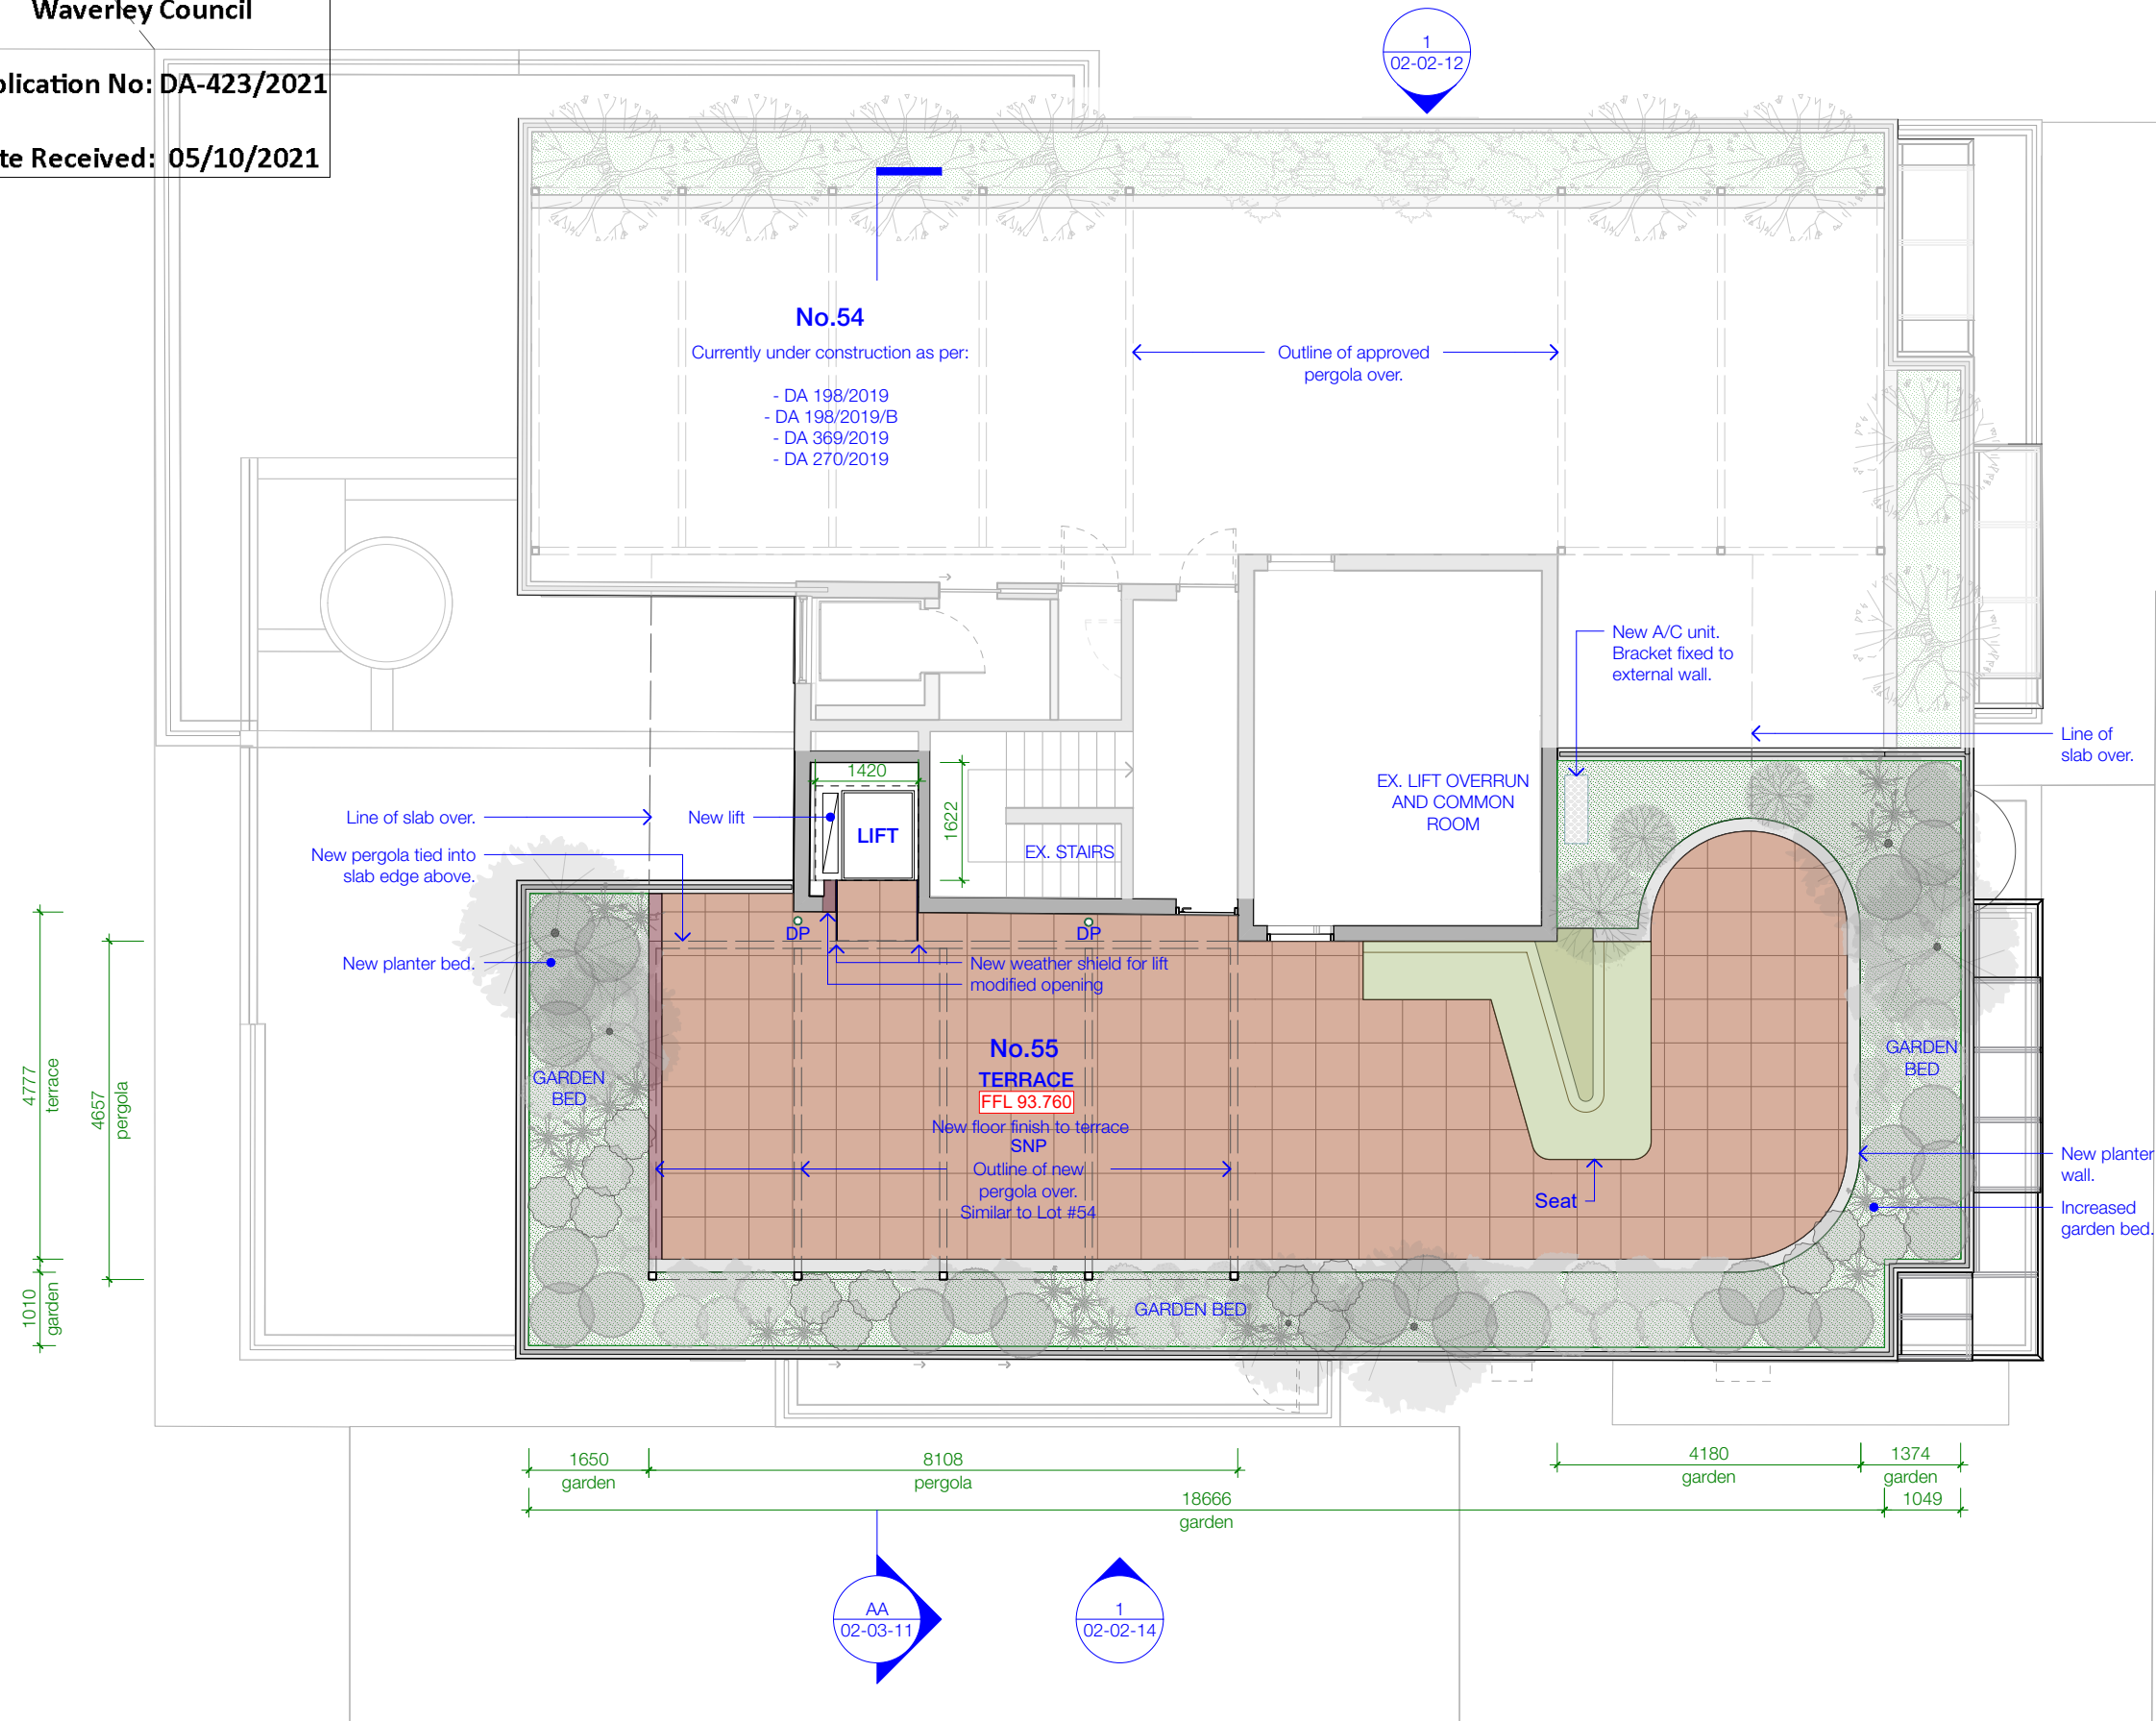 Waverley Council
plication No: DA-423/2021
te Received: 05/10/2021
1
02-02-12
No.54
Currently under construction as per:
- DA 198/2019
- DA 198/2019/B
- DA 369/2019
- DA 270/2019
Outline of approved
pergola over.
New A/C unit.
Bracket fixed to
external wall.
Line of
slab over.
1420
1622
LIFT
New lift
EX. STAIRS
EX. LIFT OVERRUN
AND COMMON
ROOM
Line of slab over.
New pergola tied into
slab edge above.
New planter bed.
DP
DP
New weather shield for lift
modified opening
No.55
TERRACE
FFL 93.760
New floor finish to terrace
SNP
Outline of new
pergola over.
Similar to Lot #54
Seat
GARDEN
BED
GARDEN
BED
GARDEN BED
New planter
wall.
Increased
garden bed.
4777
terrace
4657
pergola
1010
garden
1650
garden
8108
pergola
4180
garden
1374
garden
18666
garden
1049
AA
02-03-11
1
02-02-14